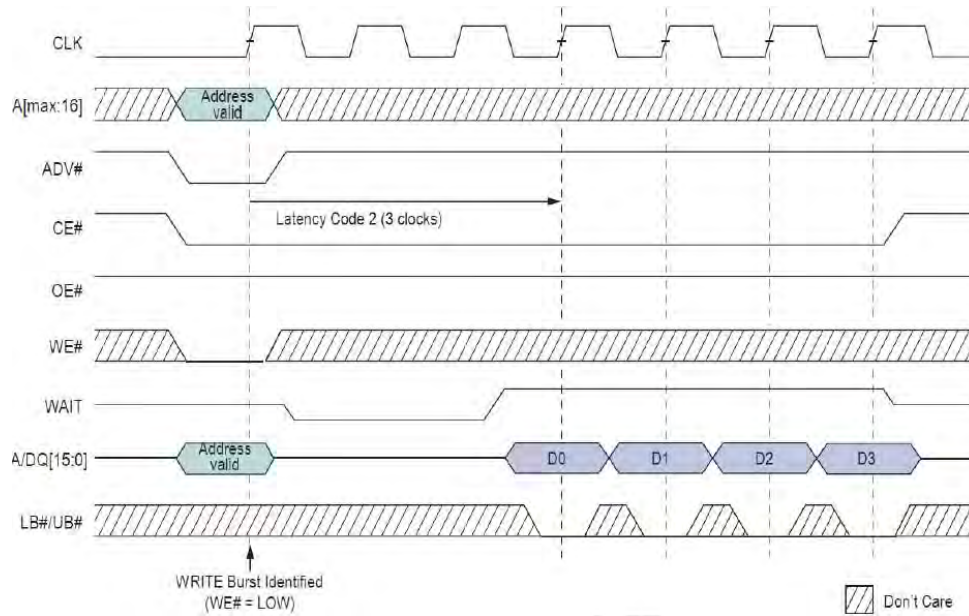 CLK
A[max:16]
Address
valid
ADV#
Latency Code 2 (3 clocks)
CE#
OE#
WE#
WAIT
A/DQ[15:0]
Address
valid
D0
D1
D2
D3
LB#/UB#
WRITE Burst Identified
(WE# = LOW)
Don't Care